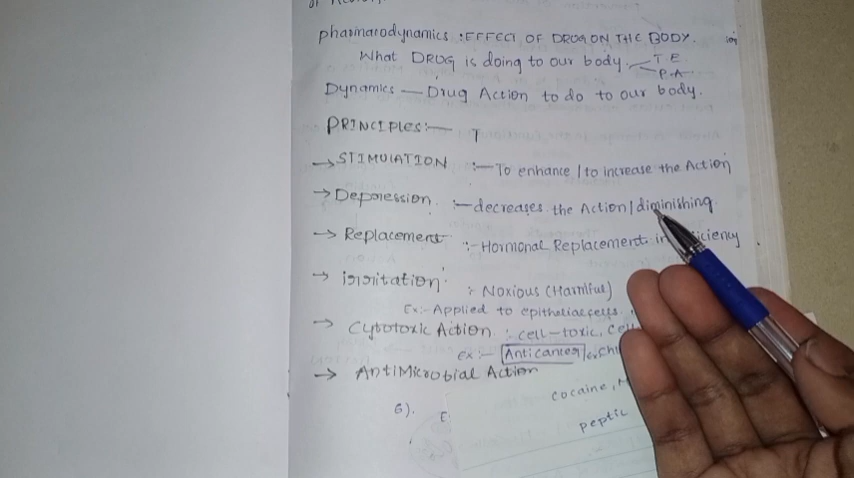 pharmacodynamics : EFFECT OF DRUG ON THE BODY.
What DRUG is doing to our body. T.E
P.A
Dynamics — Drug Action to do to our body.
PRINCIPles:—
→ STIMULATION :— To enhance / to increase the Action
→ Depression :— decreases the Action / diminishing
→ Replacement :- Hormonal Replacement in
→ irritation : Noxious (Harmful)
Ex:- Applied to epithelial cells.
→ Cytotoxic Action : cell-toxic,
Ex:- Anticancer
→ AntiMicrobial Action
cocaine,
6).
peptic